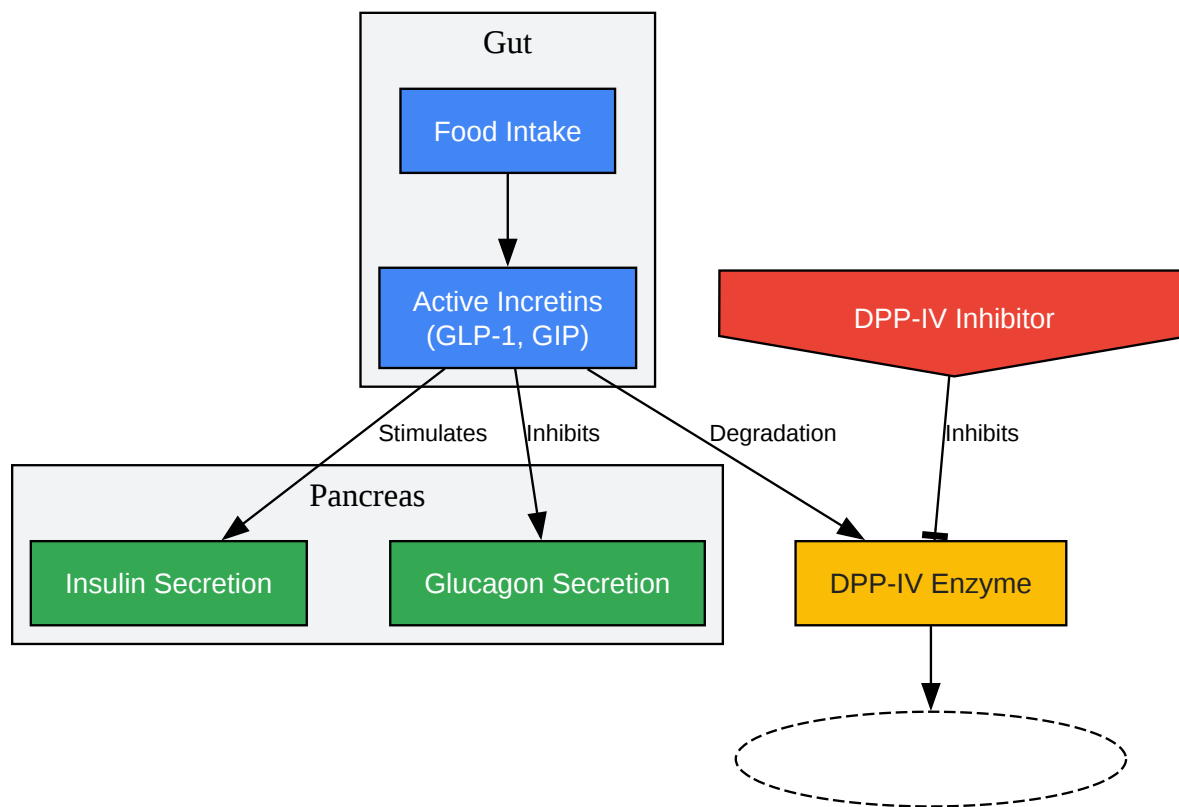 Gut
Food Intake
Active Incretins
(GLP-1, GIP)
DPP-IV Inhibitor
Stimulates
Inhibits
Degradation
Inhibits
Pancreas
Insulin Secretion
Glucagon Secretion
DPP-IV Enzyme